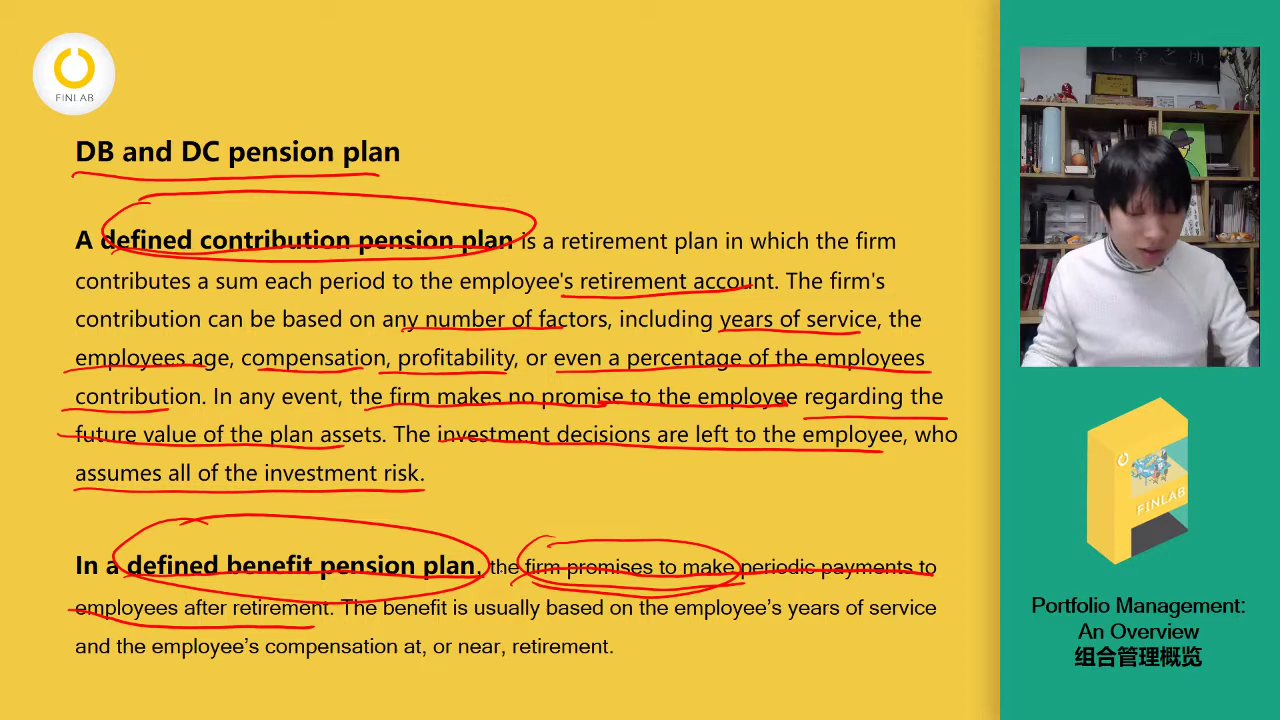 FINLAB
DB and DC pension plan
A defined contribution pension plan is a retirement plan in which the firm
contributes a sum each period to the employee's retirement account. The firm's
contribution can be based on any number of factors, including years of service, the
employees age, compensation, profitability, or even a percentage of the employees
contribution. In any event, the firm makes no promise to the employee regarding the
future value of the plan assets. The investment decisions are left to the employee, who
assumes all of the investment risk.
In a defined benefit pension plan, the firm promises to make periodic payments to
employees after retirement. The benefit is usually based on the employee’s years of service
and the employee’s compensation at, or near, retirement.
FINLAB
Portfolio Management:
An Overview
组合管理概览